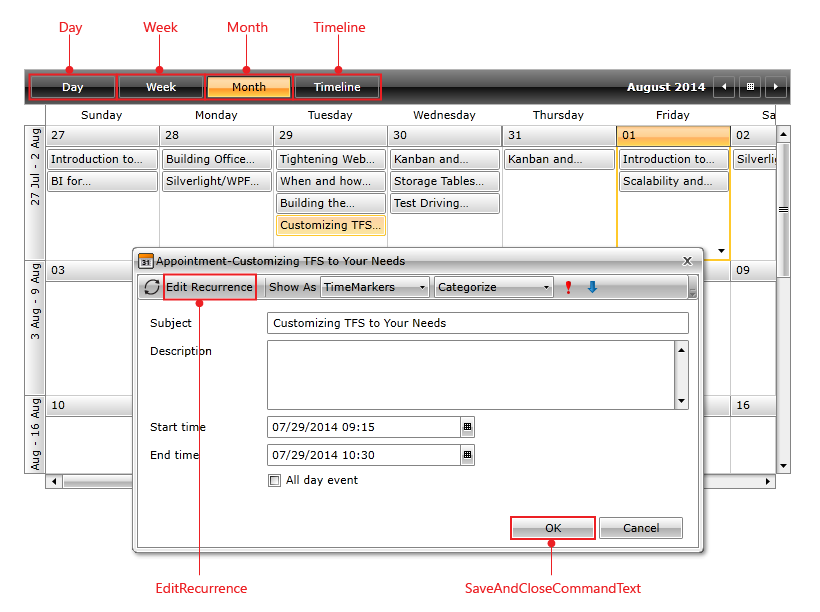 Day Week Month Timeline
Day Week Month Timeline August 2014
Sunday Monday Tuesday Wednesday Thursday Friday Sa
27 Jul - 2 Aug
27 28 29 30 31 01 02
Introduction to... Building Office... Tightening Web... Kanban and... Kanban and... Introduction to... Silverli
BI for... Silverlight/WPF... When and how... Storage Tables... Scalability and...
Building the... Test Driving...
Customizing TFS...
3 Aug - 9 Aug
03 09
Aug - 16 Aug
10 16
31 Appointment-Customizing TFS to Your Needs X
Edit Recurrence Show As TimeMarkers Categorize
Subject Customizing TFS to Your Needs
Description
Start time 07/29/2014 09:15
End time 07/29/2014 10:30
All day event
OK Cancel
EditRecurrence SaveAndCloseCommandText